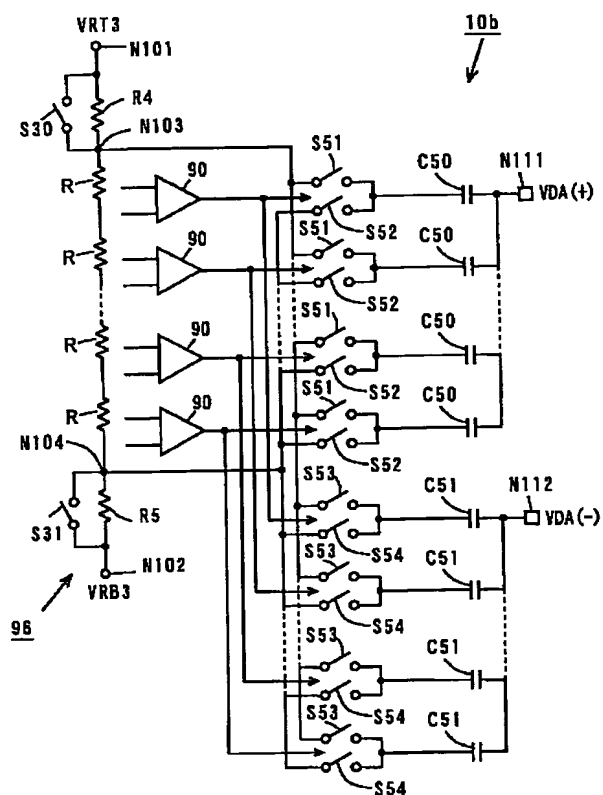 VRT3
10b
N101
R4
S30
N103
S51
N111
R
90
C50
VDA(+)
S51
S52
R
90
C50
S52
S51
R
90
C50
S51
S52
R
90
C50
N104
S52
S53
C51
N112
S31
R5
VDA(-)
S53
S54
N102
C51
VRB3
S54
96
S53
C51
S53
S54
C51
S54